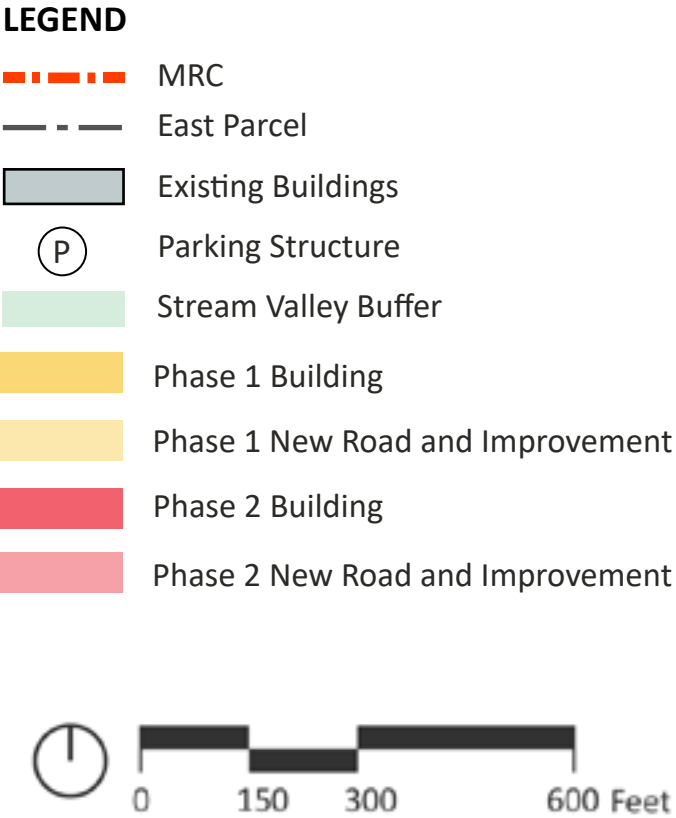 LEGEND
MRC
East Parcel
Existing Buildings
P
Parking Structure
Stream Valley Buffer
Phase 1 Building
Phase 1 New Road and Improvement
Phase 2 Building
Phase 2 New Road and Improvement
0 150 300 600 Feet